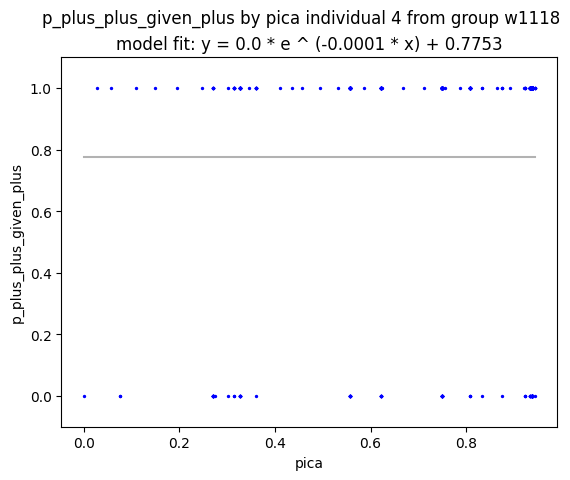 p_plus_plus_given_plus by pica individual 4 from group w1118
model fit: y = 0.0 * e ^ (-0.0001 * x) + 0.7753
p_plus_plus_given_plus
1.0
0.8
0.6
0.4
0.2
0.0
0.0 0.2 0.4 0.6 0.8
pica